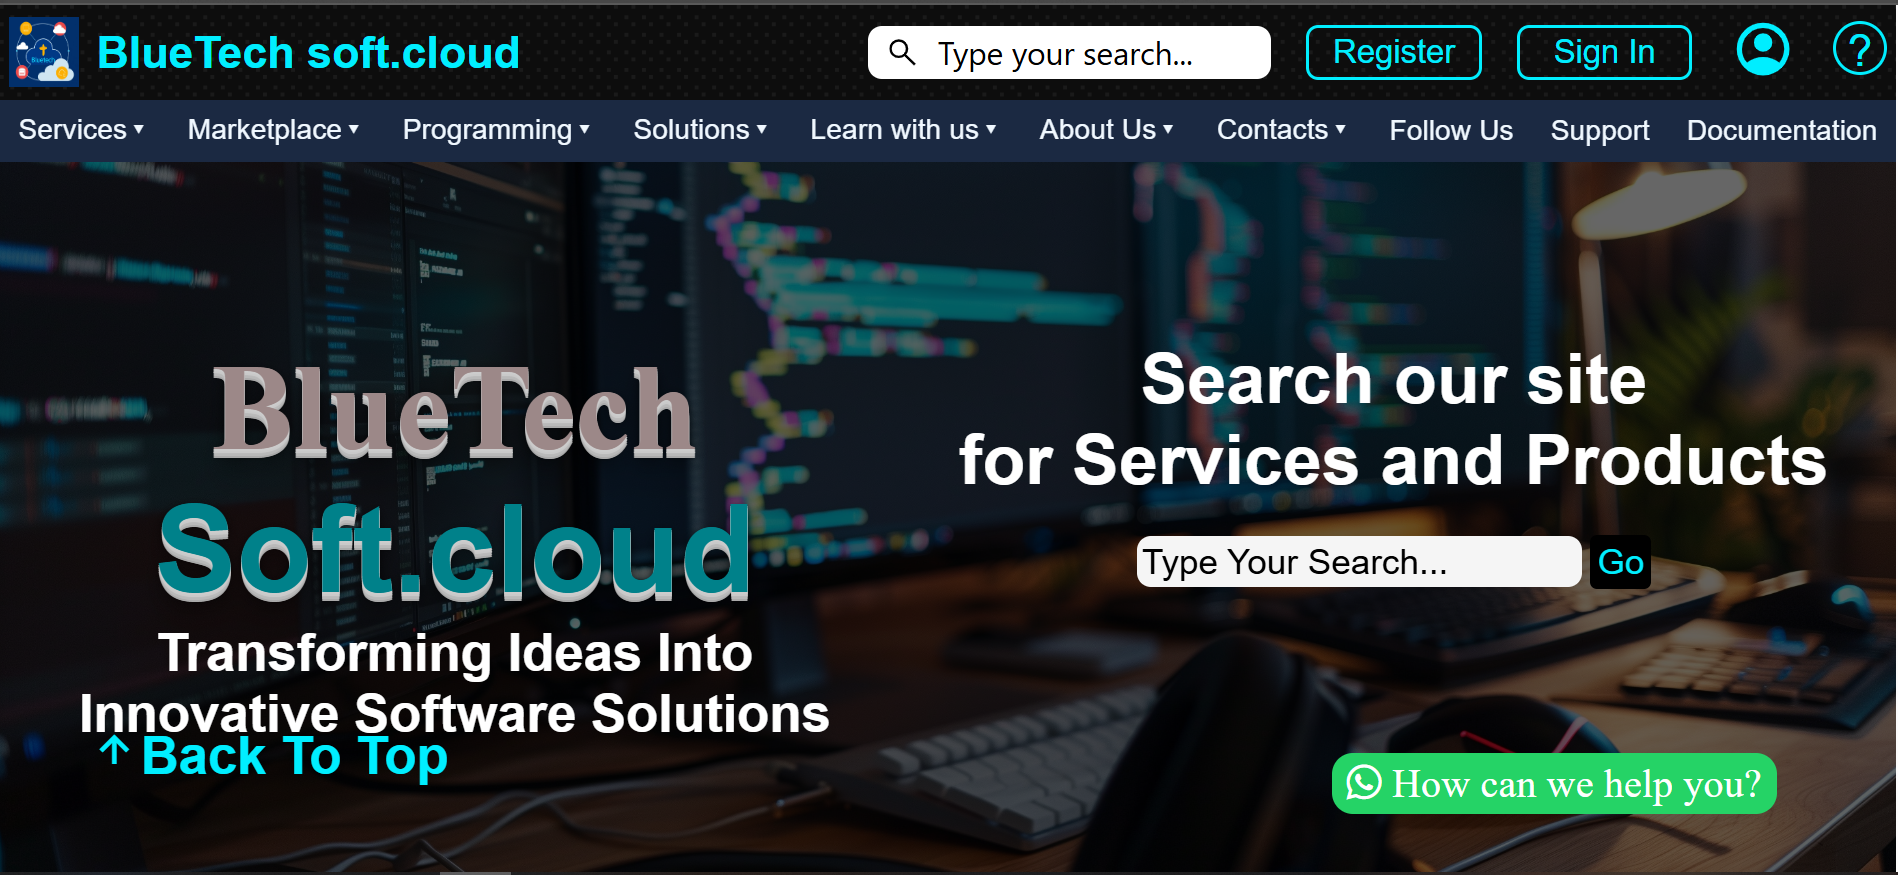 BlueTech soft.cloud
Type your search...
Register
Sign In
?
Bluetech
Services ▾
Marketplace ▾
Programming ▾
Solutions ▾
Learn with us ▾
About Us ▾
Contacts ▾
Follow Us
Support
Documentation
BlueTech
Soft.cloud
Transforming Ideas Into
Innovative Software Solutions
↑ Back To Top
Search our site
for Services and Products
Type Your Search...
Go
How can we help you?